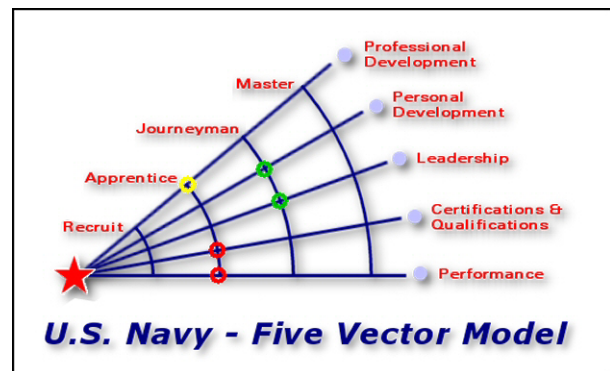 Professional
Development
Master
Personal
Development
Journeyman
Leadership
Apprentice
Certifications &
Qualifications
Recruit
Performance
U.S. Navy - Five Vector Model